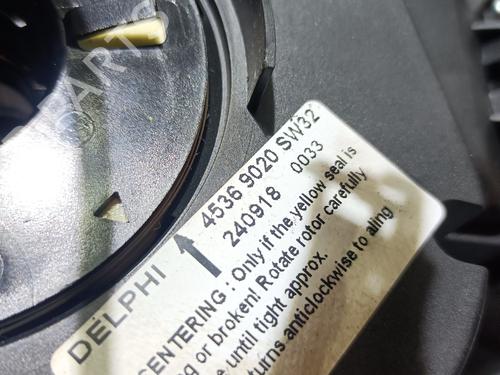 DELPHI
4536 9020 SW32
240918 0033
CENTERING : Only if the yellow seal is
or broken! Rotate rotor carefully
until tight approx.
anticlockwise to aling